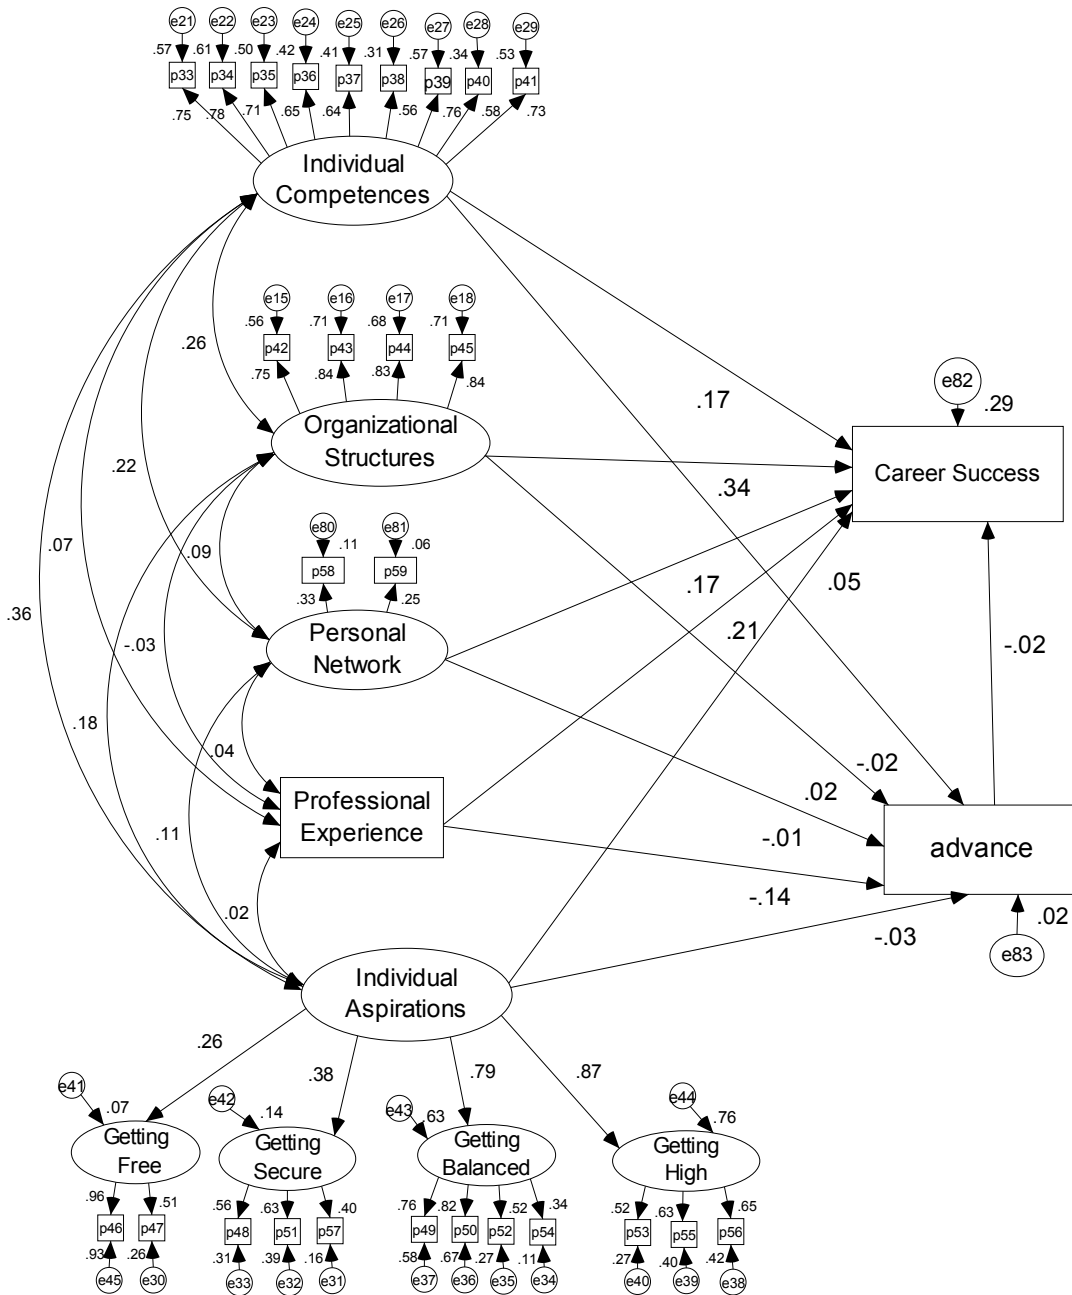 e21 e22 e23 e24 e25 e26 e27 e28 e29
.57 .61 .50 .42 .41 .31 .57 .34 .53
p33 p34 p35 p36 p37 p38 p39 p40 p41
.75 .78 .71 .65 .64 .56 .76 .58 .73
Individual
Competences
e15 e16 e17 e18
.56 .71 .68 .71
p42 p43 p44 p45
.75 .84 .83 .84
Organizational
Structures
e80 e81
.11 .06
p58 p59
.33 .25
Personal
Network
Professional
Experience
Individual
Aspirations
.26
.22
.07
.09
.36
-.03
.18
.04
.11
.02
.17
.34
.17
.05
.21
-.02
-.02
.02
-.01
-.14
-.03
e82
.29
Career Success
advance
.02
e83
.26 .38 .79 .87
e41 e42 e43 e44
.07 .14 .63 .76
Getting
Free
Getting
Secure
Getting
Balanced
Getting
High
.96 .51 .56 .63 .40 .76 .82 .52 .34 .52 .63 .65
p46 p47 p48 p51 p57 p49 p50 p52 p54 p53 p55 p56
.93 .26 .31 .39 .16 .58 .67 .27 .11 .27 .40 .42
e45 e30 e33 e32 e31 e37 e36 e35 e34 e40 e39 e38